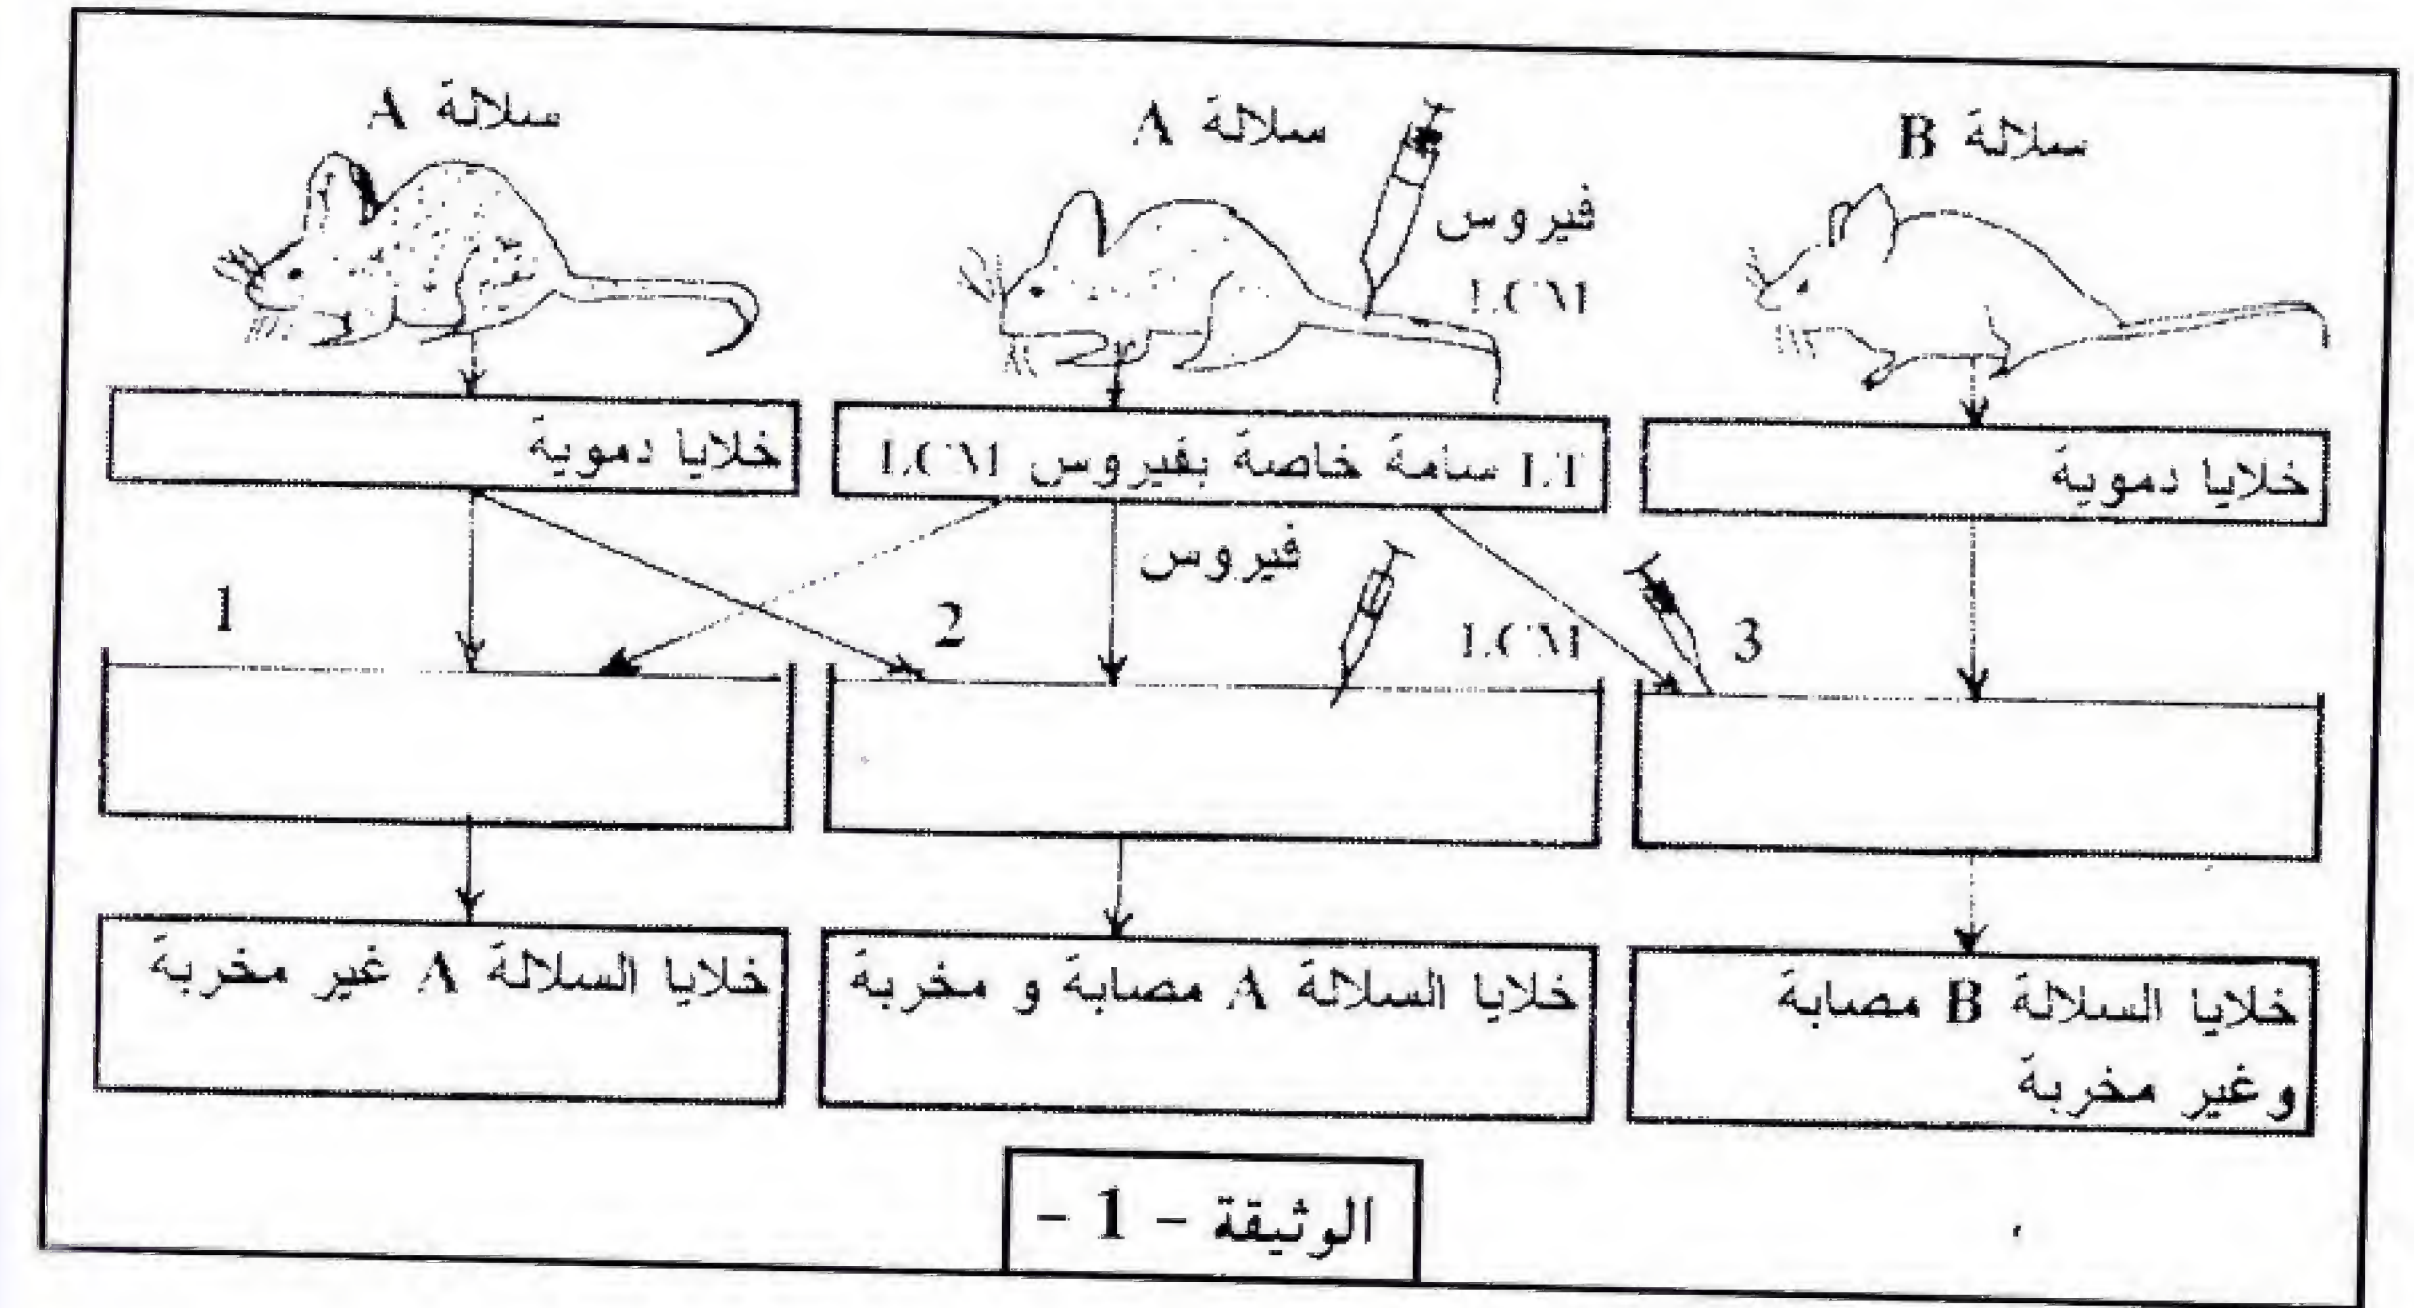 سلالة A
سلالة A
سلالة B
فيروس
LCM
خلايا دموية
LT سامة خاصة بفيروس LCM
خلايا دموية
فيروس
LCM
1
2
3
خلايا السلالة A غير مخربة
خلايا السلالة A مصابة و مخربة
خلايا السلالة B مصابة
وغير مخربة
الوثيقة - 1 -